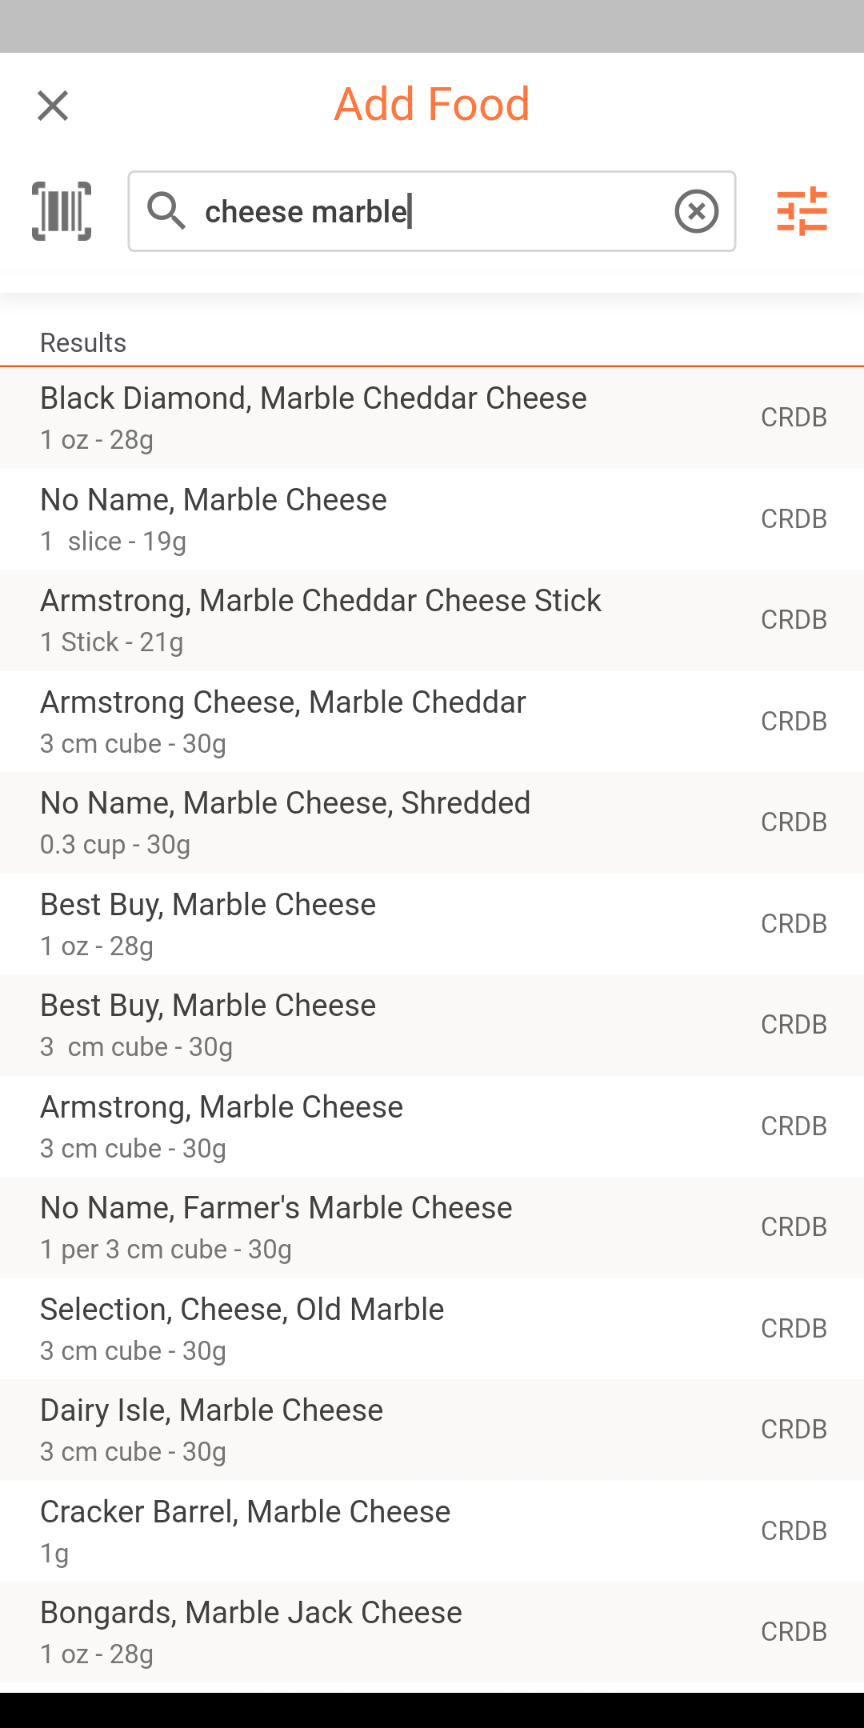 Add Food
cheese marble
Results
Black Diamond, Marble Cheddar Cheese
1 oz - 28g
CRDB
No Name, Marble Cheese
1  slice - 19g
CRDB
Armstrong, Marble Cheddar Cheese Stick
1 Stick - 21g
CRDB
Armstrong Cheese, Marble Cheddar
3 cm cube - 30g
CRDB
No Name, Marble Cheese, Shredded
0.3 cup - 30g
CRDB
Best Buy, Marble Cheese
1 oz - 28g
CRDB
Best Buy, Marble Cheese
3  cm cube - 30g
CRDB
Armstrong, Marble Cheese
3 cm cube - 30g
CRDB
No Name, Farmer's Marble Cheese
1 per 3 cm cube - 30g
CRDB
Selection, Cheese, Old Marble
3 cm cube - 30g
CRDB
Dairy Isle, Marble Cheese
3 cm cube - 30g
CRDB
Cracker Barrel, Marble Cheese
1g
CRDB
Bongards, Marble Jack Cheese
1 oz - 28g
CRDB